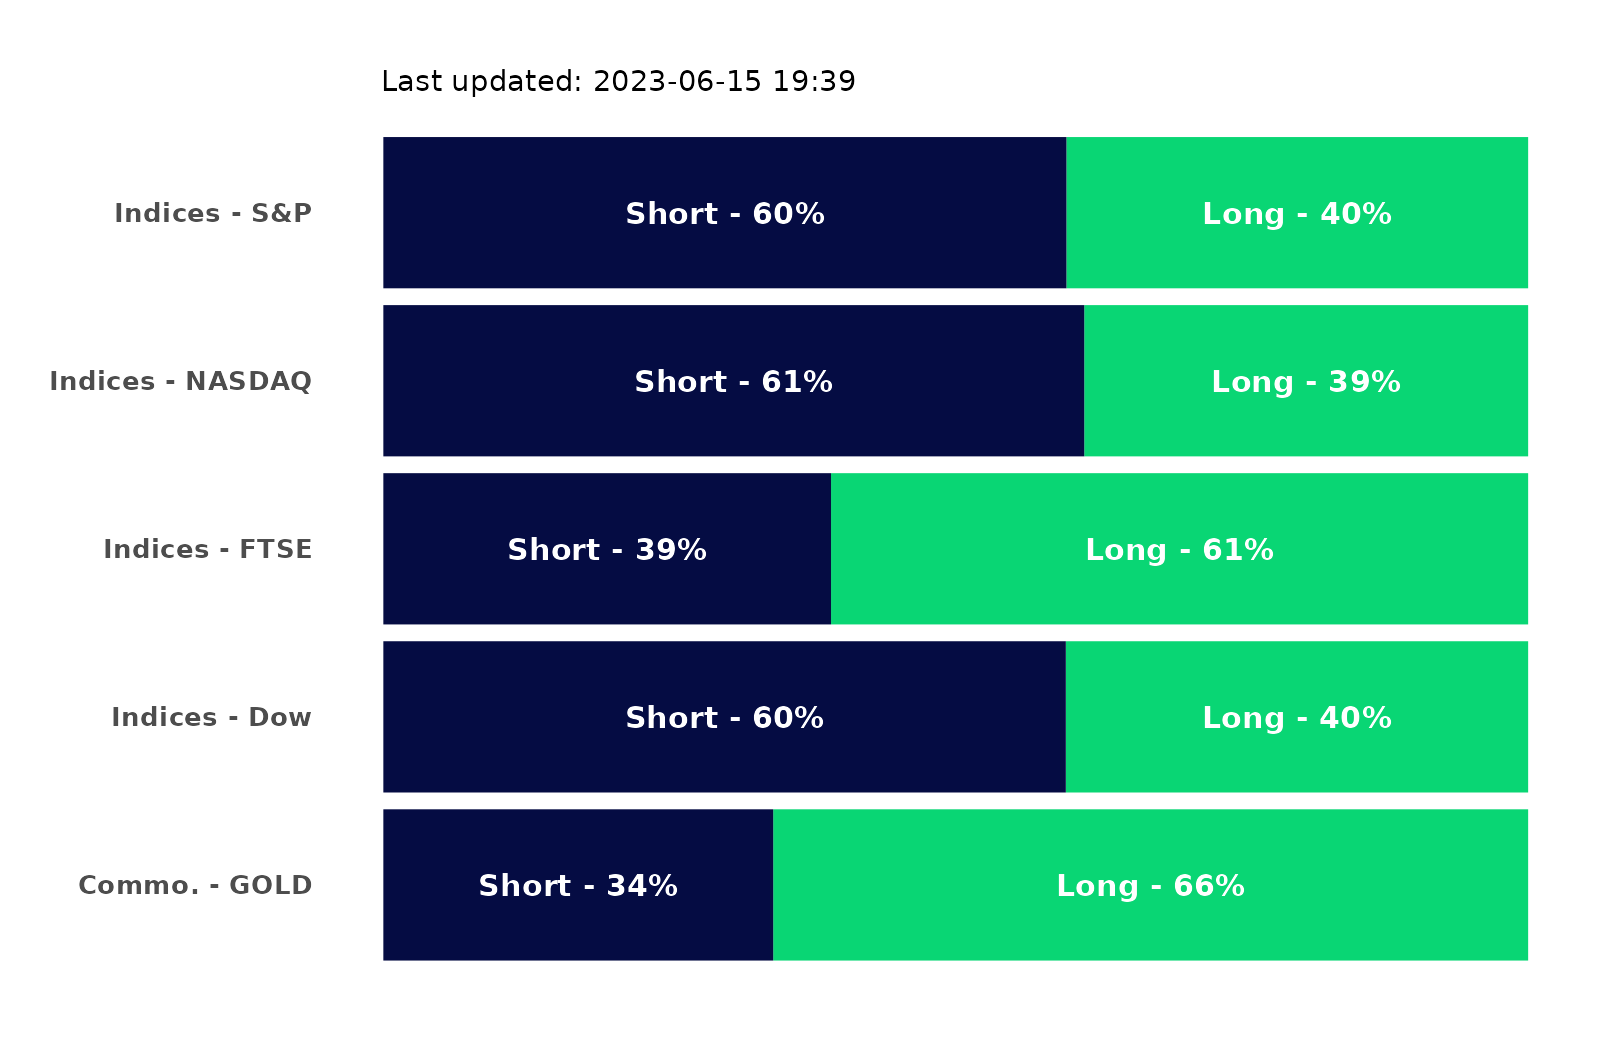 Last updated: 2023-06-15 19:39
Indices - S&P Short - 60% Long - 40%
Indices - NASDAQ Short - 61% Long - 39%
Indices - FTSE Short - 39% Long - 61%
Indices - Dow Short - 60% Long - 40%
Commo. - GOLD Short - 34% Long - 66%